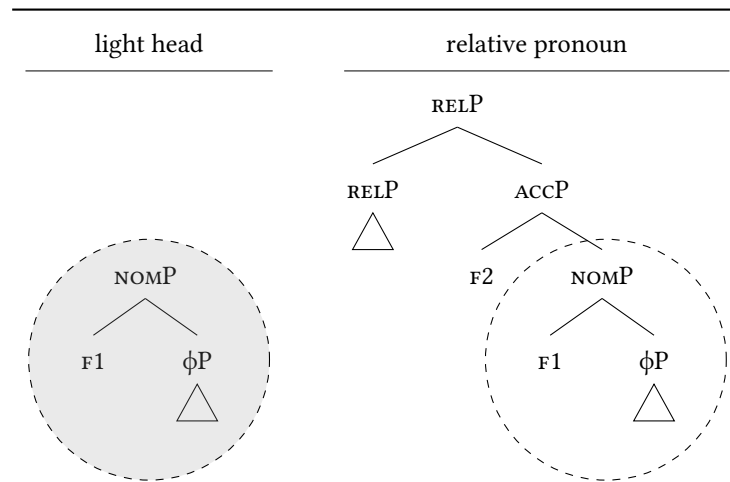 light head relative pronoun
RELP
RELP ACCP
NOMP F2 NOMP
F1 ϕP F1 ϕP